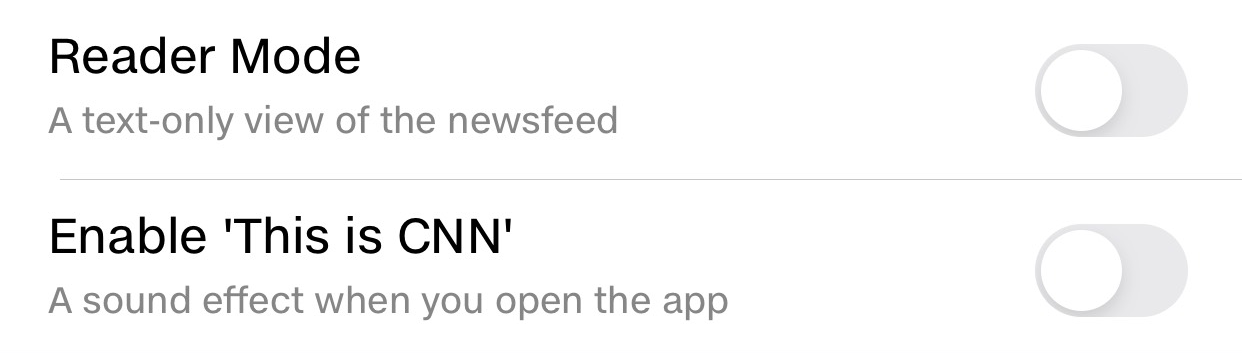 Reader Mode
A text-only view of the newsfeed
Enable 'This is CNN'
A sound effect when you open the app